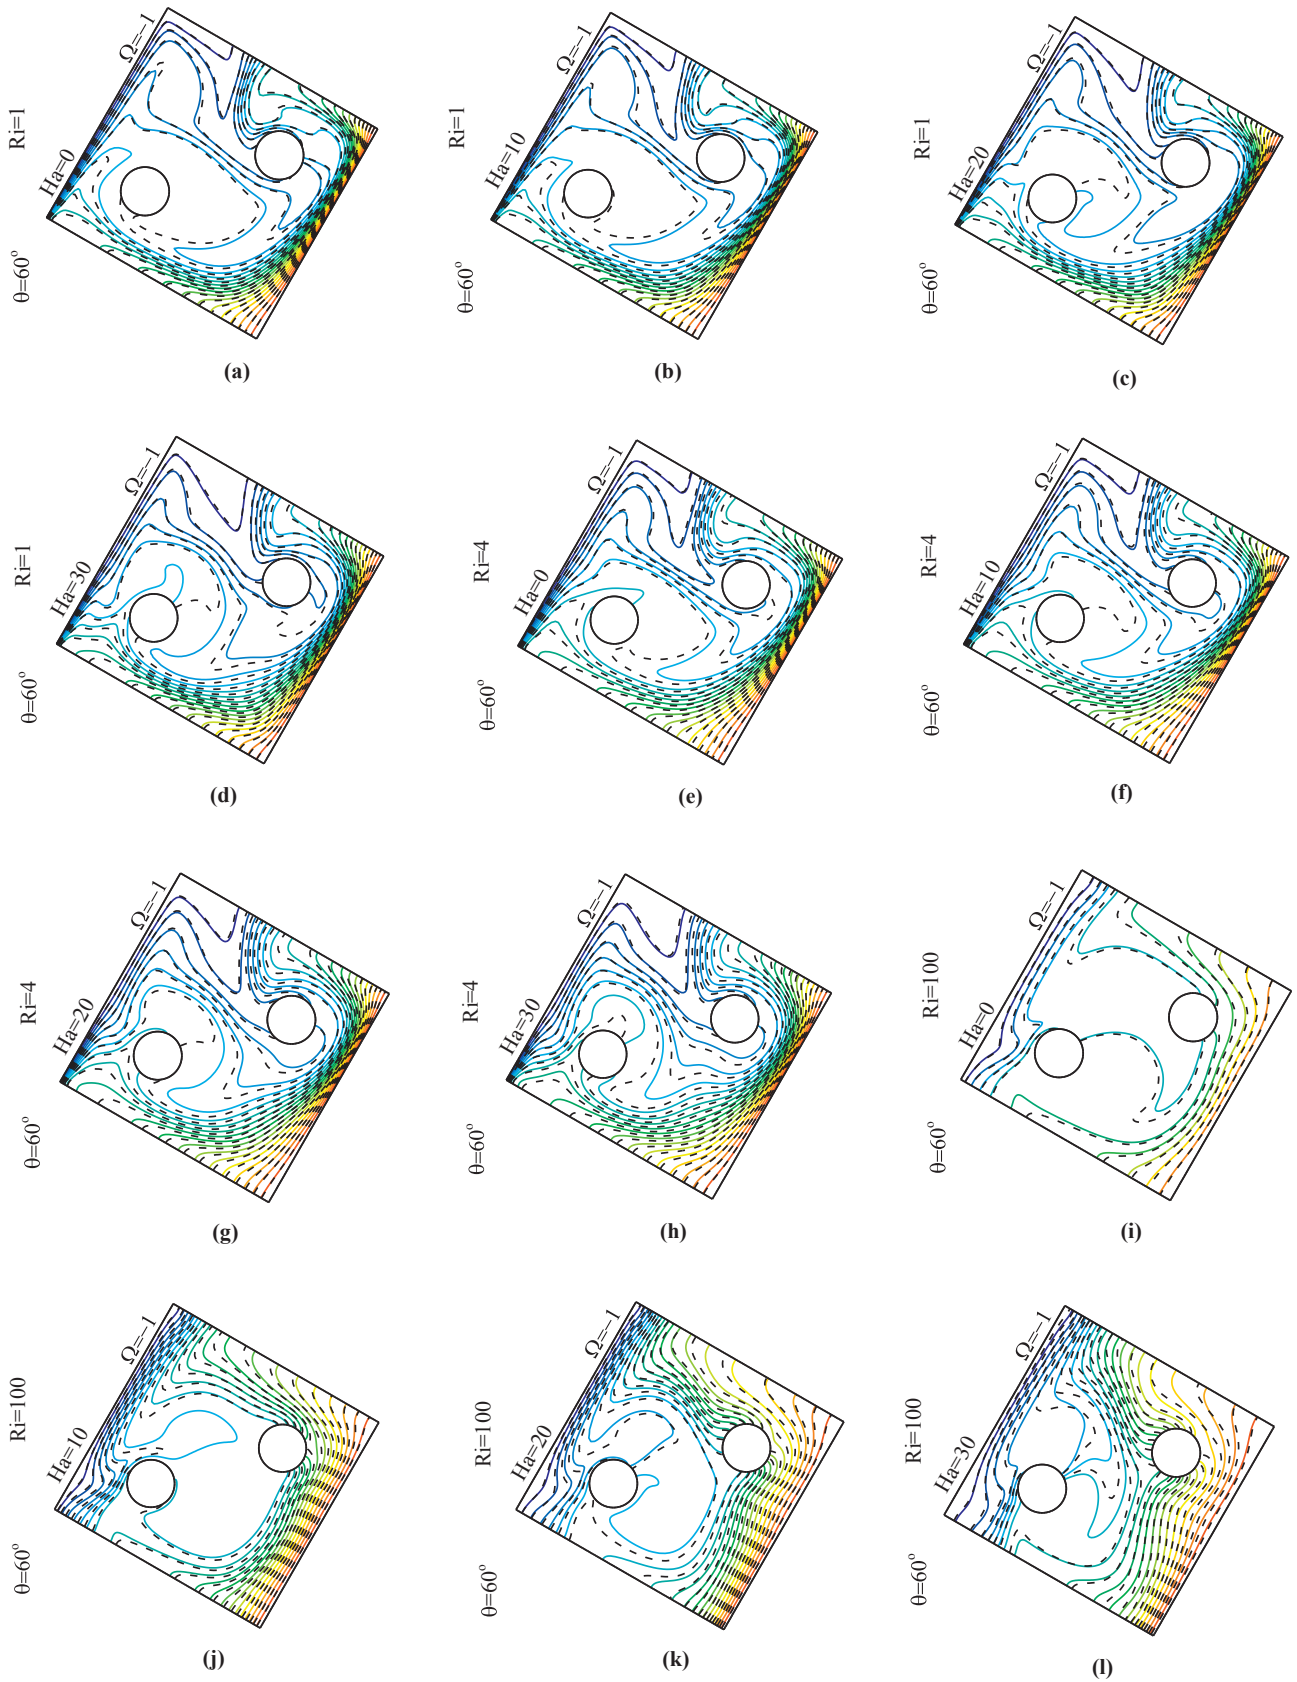 Ri=1
Ha=0
Ω=−1
θ=60°
(a)
Ri=1
Ha=10
Ω=−1
θ=60°
(b)
Ri=1
Ha=20
Ω=−1
θ=60°
(c)
Ri=1
Ha=30
Ω=−1
θ=60°
(d)
Ri=4
Ha=0
Ω=−1
θ=60°
(e)
Ri=4
Ha=10
Ω=−1
θ=60°
(f)
Ri=4
Ha=20
Ω=−1
θ=60°
(g)
Ri=4
Ha=30
Ω=−1
θ=60°
(h)
Ri=100
Ha=0
Ω=−1
θ=60°
(i)
Ri=100
Ha=10
Ω=−1
θ=60°
(j)
Ri=100
Ha=20
Ω=−1
θ=60°
(k)
Ri=100
Ha=30
Ω=−1
θ=60°
(l)